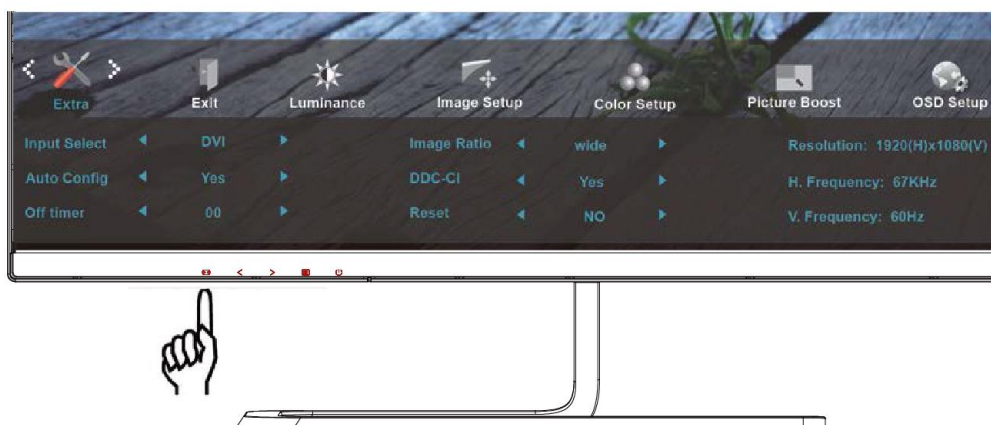 Extra Exit Luminance Image Setup Color Setup Picture Boost OSD Setup
Input Select DVI Image Ratio wide Resolution: 1920(H)x1080(V)
Auto Config Yes DDC-CI Yes H. Frequency: 67KHz
Off timer 00 Reset NO V. Frequency: 60Hz